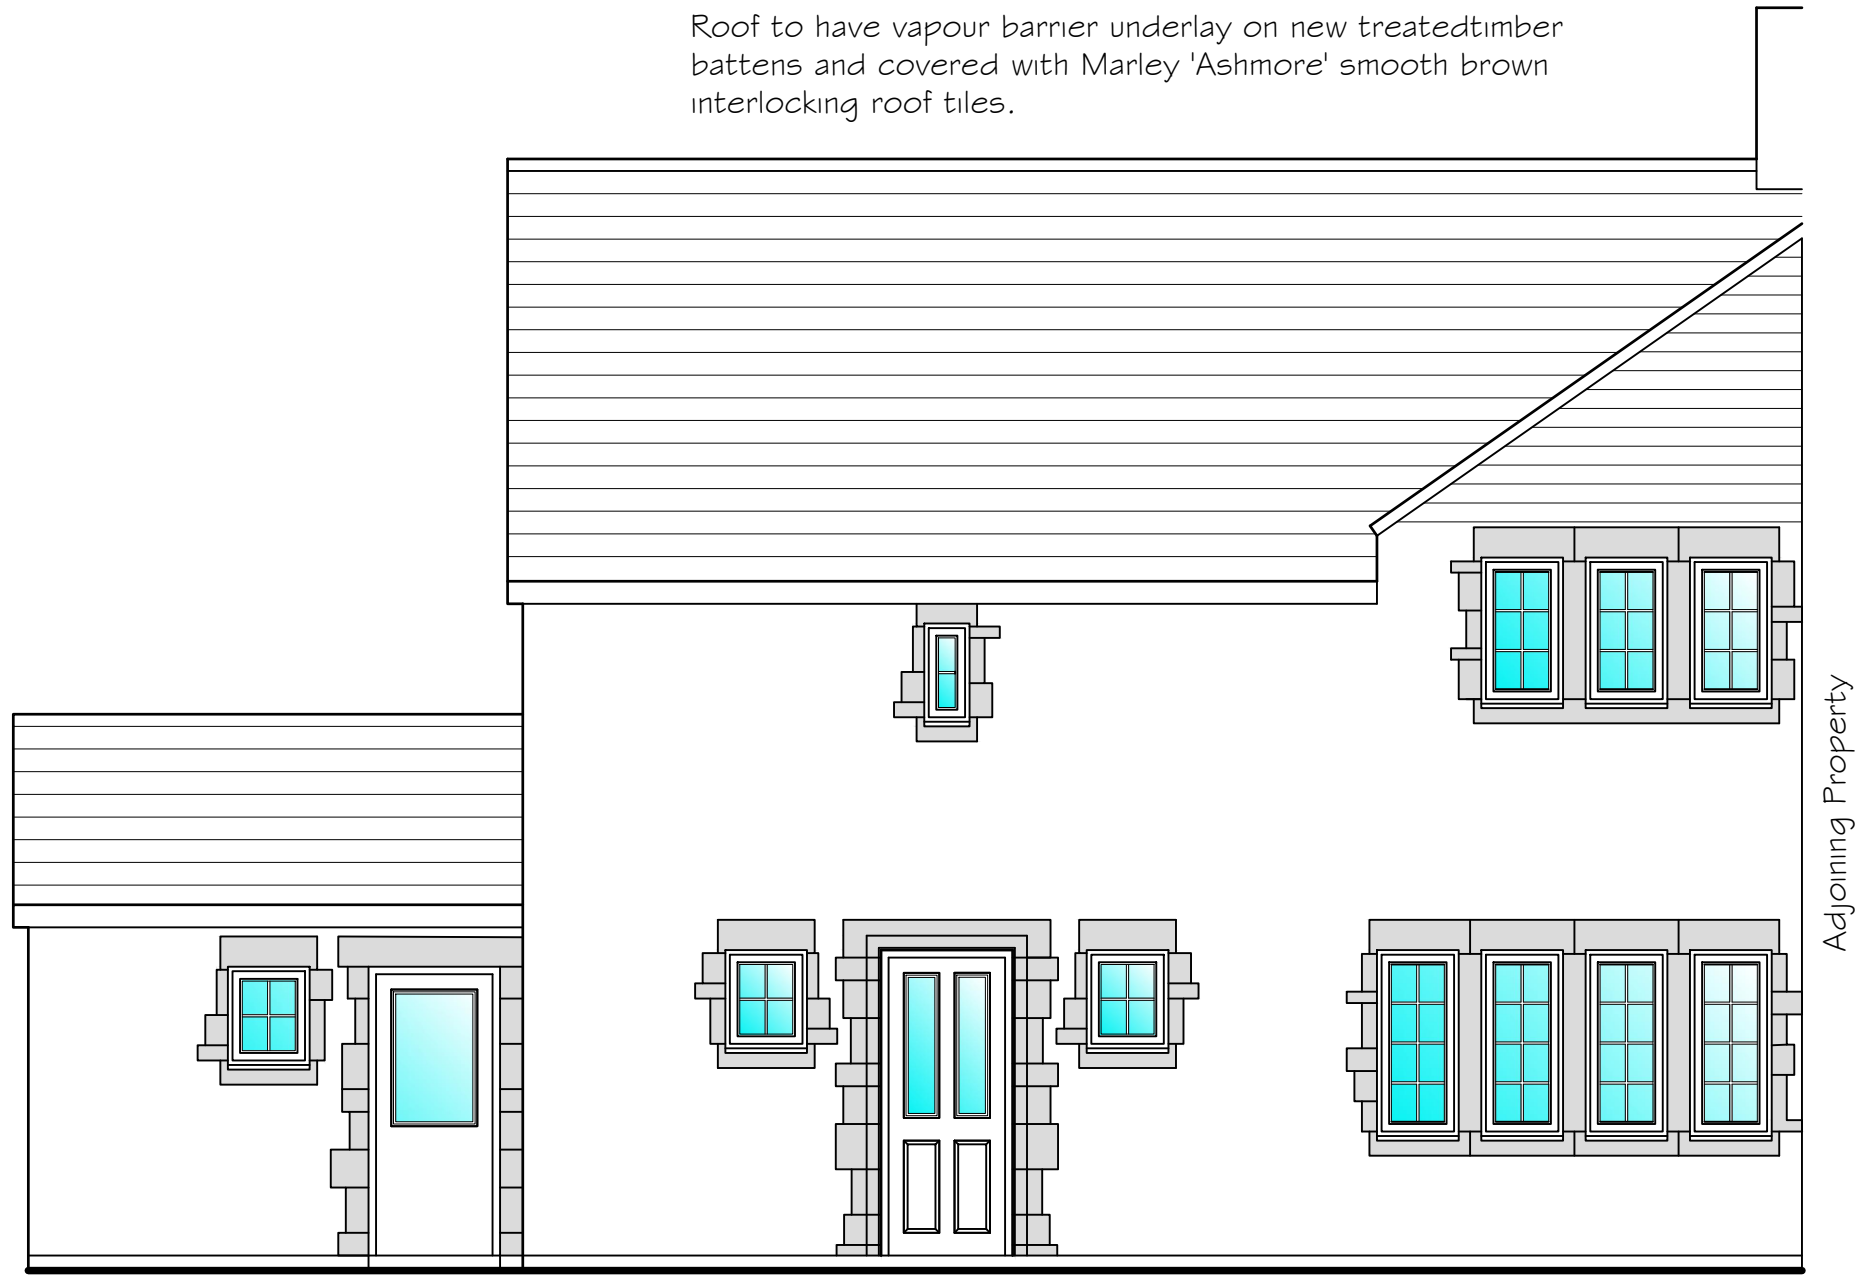 Roof to have vapour barrier underlay on new treatedtimber
battens and covered with Marley 'Ashmore' smooth brown
interlocking roof tiles.
Adjoining Property